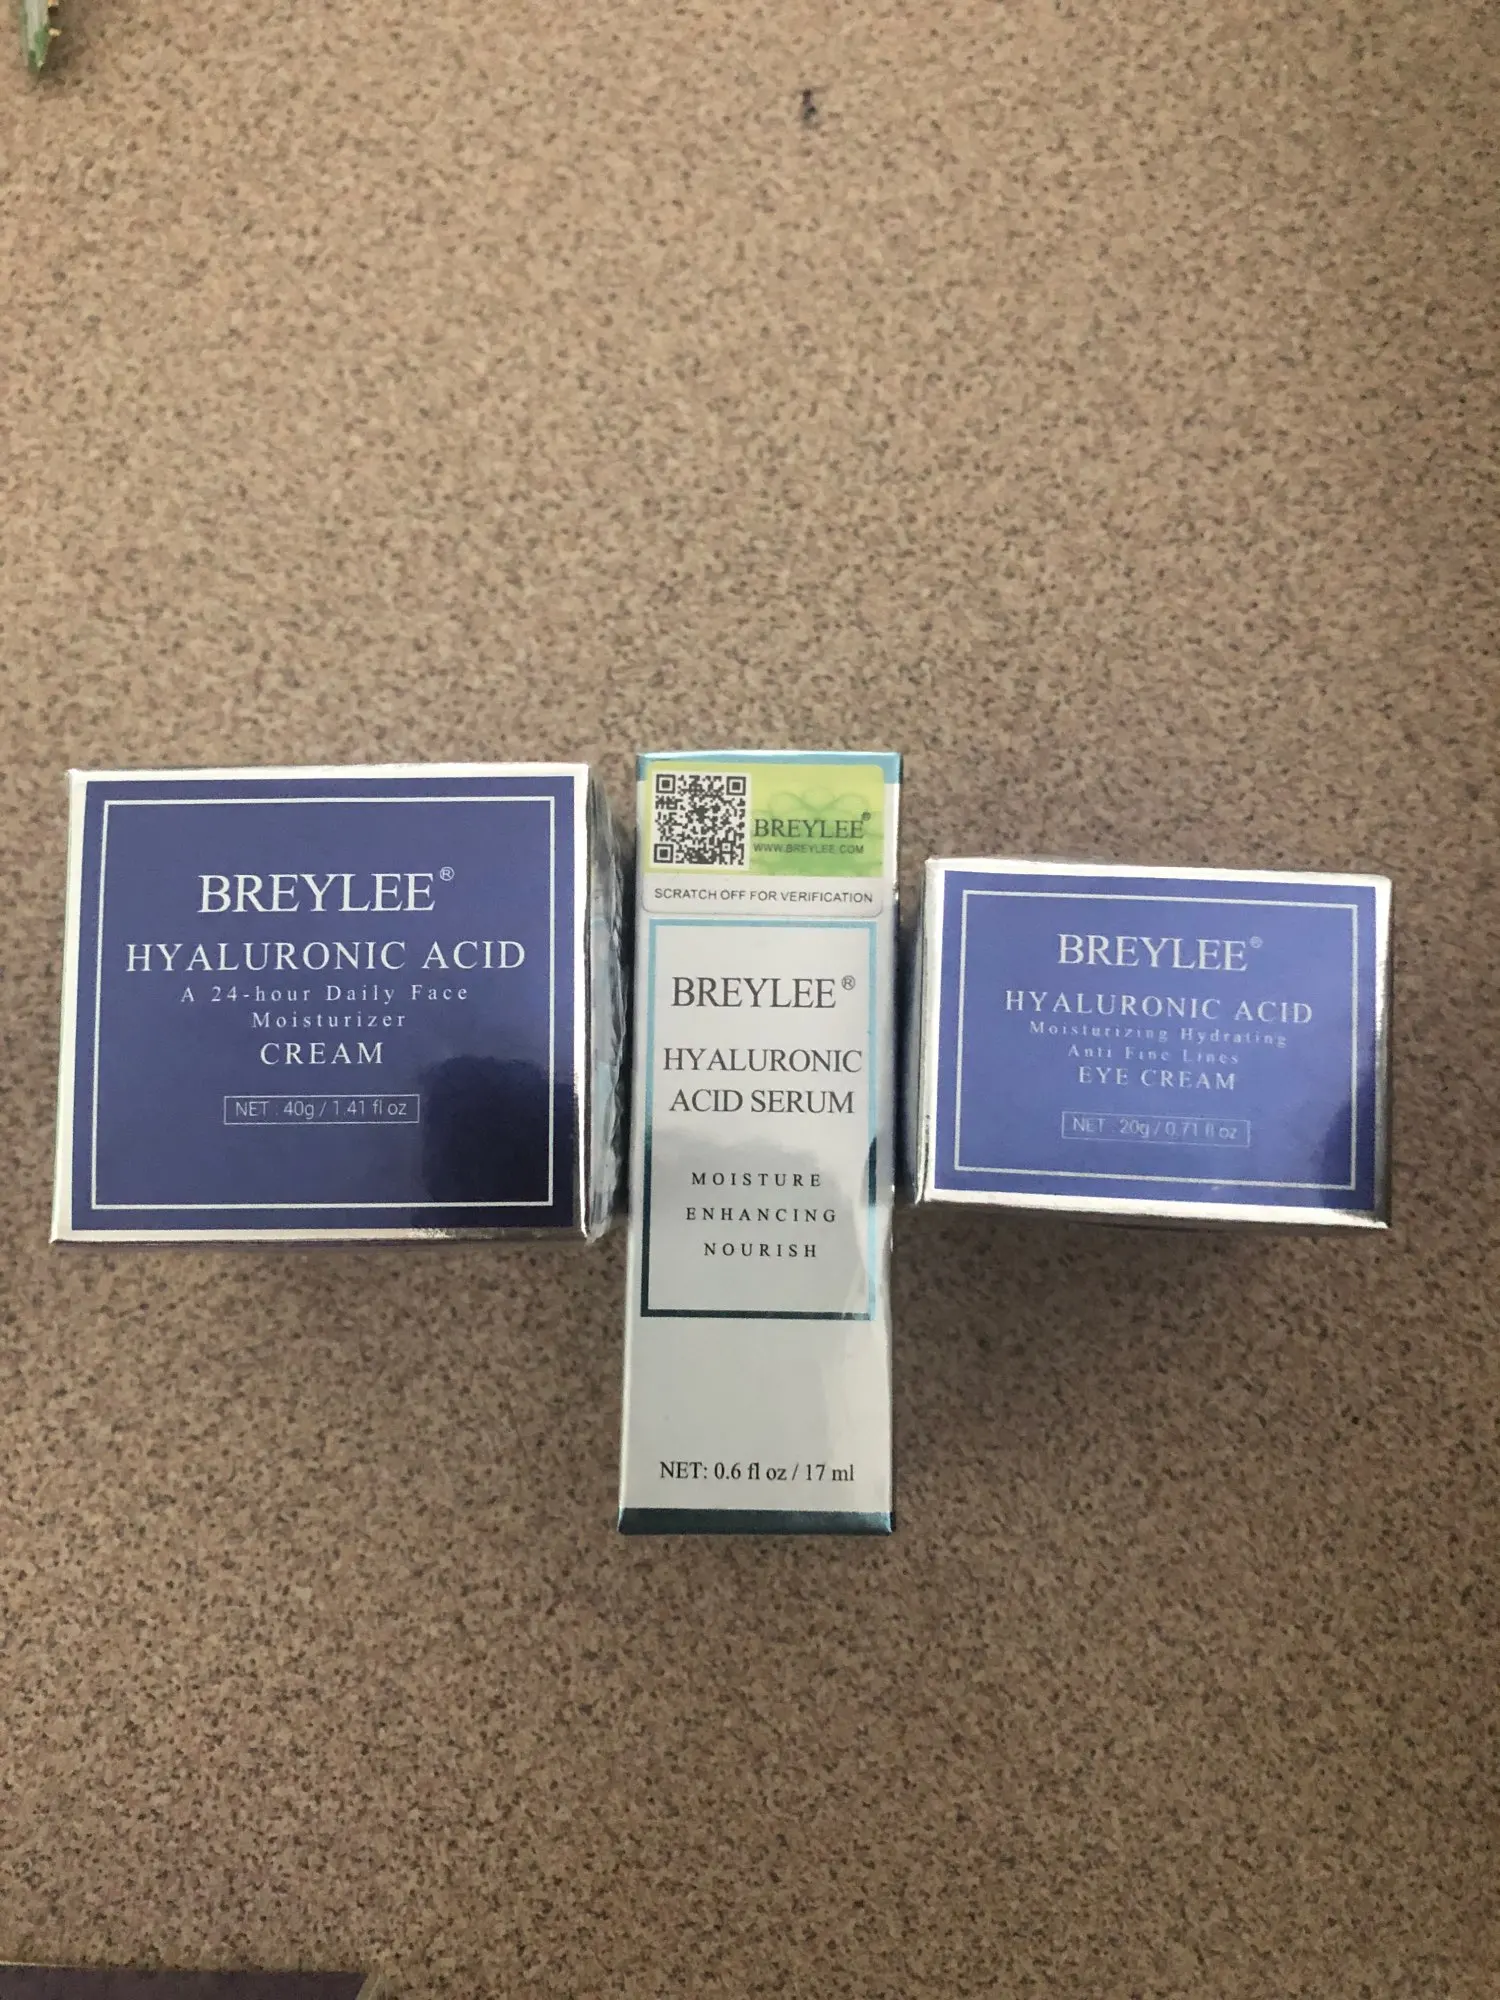 BREYLEE®
HYALURONIC ACID
A 24-hour Daily Face
Moisturizer
CREAM
NET : 40g / 1.41 fl oz
BREYLEE®
WWW.BREYLEE.COM
SCRATCH OFF FOR VERIFICATION
BREYLEE®
HYALURONIC
ACID SERUM
MOISTURE
ENHANCING
NOURISH
NET: 0.6 fl oz / 17 ml
BREYLEE®
HYALURONIC ACID
Moisturizing Hydrating
Anti Fine Lines
EYE CREAM
NET : 20g / 0.71 fl oz